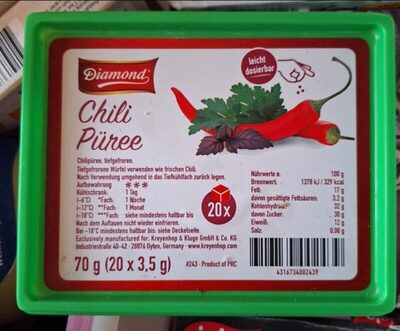 Diamond
leicht
dosierbar
Chili
Püree
20x
Chilipüree, tiefgefroren.
Tiefgefrorene Würfel verwenden wie frischen Chili.
Nach Verwendung umgehend in das Tiefkühlfach zurück legen.
Aufbewahrung ***
Kühlschrank: 1 Tag
(-6°C) *Fach: 1 Woche
(-12°C) **Fach: 1 Monat
(-18°C) ***Fach: siehe mindestens haltbar bis
Nach dem Auftauen nicht wieder einfrieren.
Bei -18°C mindestens haltbar bis: siehe Deckelseite.
Exclusively manufactured for: Kreyenhop & Kluge GmbH & Co. KG
Industriestraße 40-42 · 28876 Oyten, Germany · www.kreyenhop.com
70 g (20 x 3,5 g)
#243 · Product of PRC
Nährwerte ø: 100 g
Brennwert: 1378 kJ / 329 kcal
Fett: 17 g
davon gesättigte Fettsäuren: 3,2 g
Kohlenhydrate: 32 g
davon Zucker: 30 g
Eiweiß: 12 g
Salz: 0,08 g
4316734002439